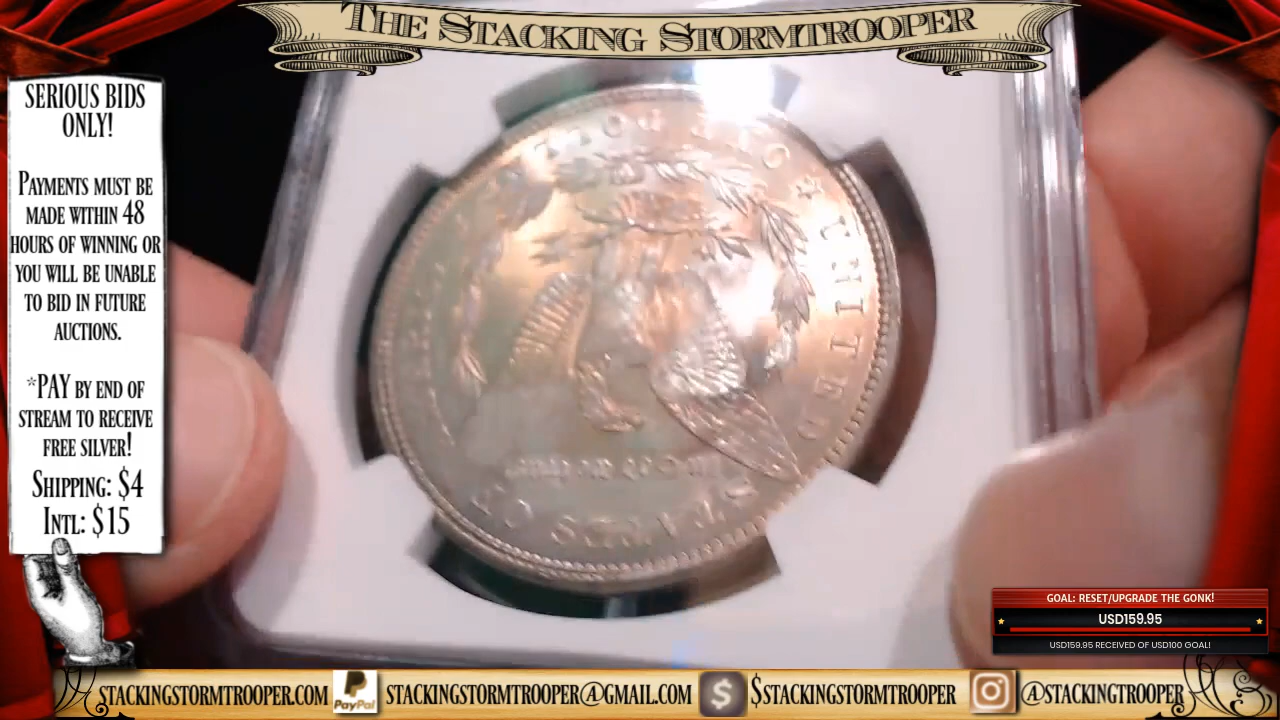 THE STACKING STORMTROOPER
SERIOUS BIDS
ONLY!
PAYMENTS MUST BE
MADE WITHIN 48
HOURS OF WINNING OR
YOU WILL BE UNABLE
TO BID IN FUTURE
AUCTIONS.
*PAY BY END OF
STREAM TO RECEIVE
FREE SILVER!
SHIPPING: $4
INTL: $15
UNITED
STATES
GOAL: RESET/UPGRADE THE GONK!
USD159.95
USD159.95 RECEIVED OF USD100 GOAL!
STACKINGSTORMTROOPER.COM
PayPal
STACKINGSTORMTROOPER@GMAIL.COM
$
$STACKINGSTORMTROOPER
@STACKINGTROOPER